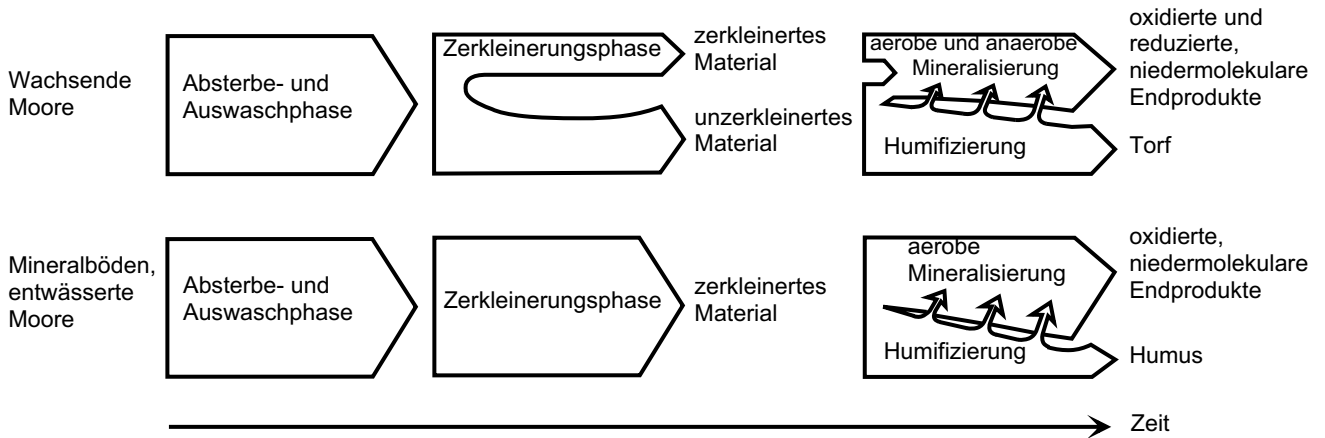 Wachsende
Moore
Absterbe- und
Auswaschphase
Zerkleinerungsphase
zerkleinertes
Material
unzerkleinertes
Material
aerobe und anaerobe
Mineralisierung
Humifizierung
oxidierte und
reduzierte,
niedermolekulare
Endprodukte
Torf
Mineralböden,
entwässerte
Moore
Absterbe- und
Auswaschphase
Zerkleinerungsphase
zerkleinertes
Material
aerobe
Mineralisierung
Humifizierung
oxidierte,
niedermolekulare
Endprodukte
Humus
Zeit